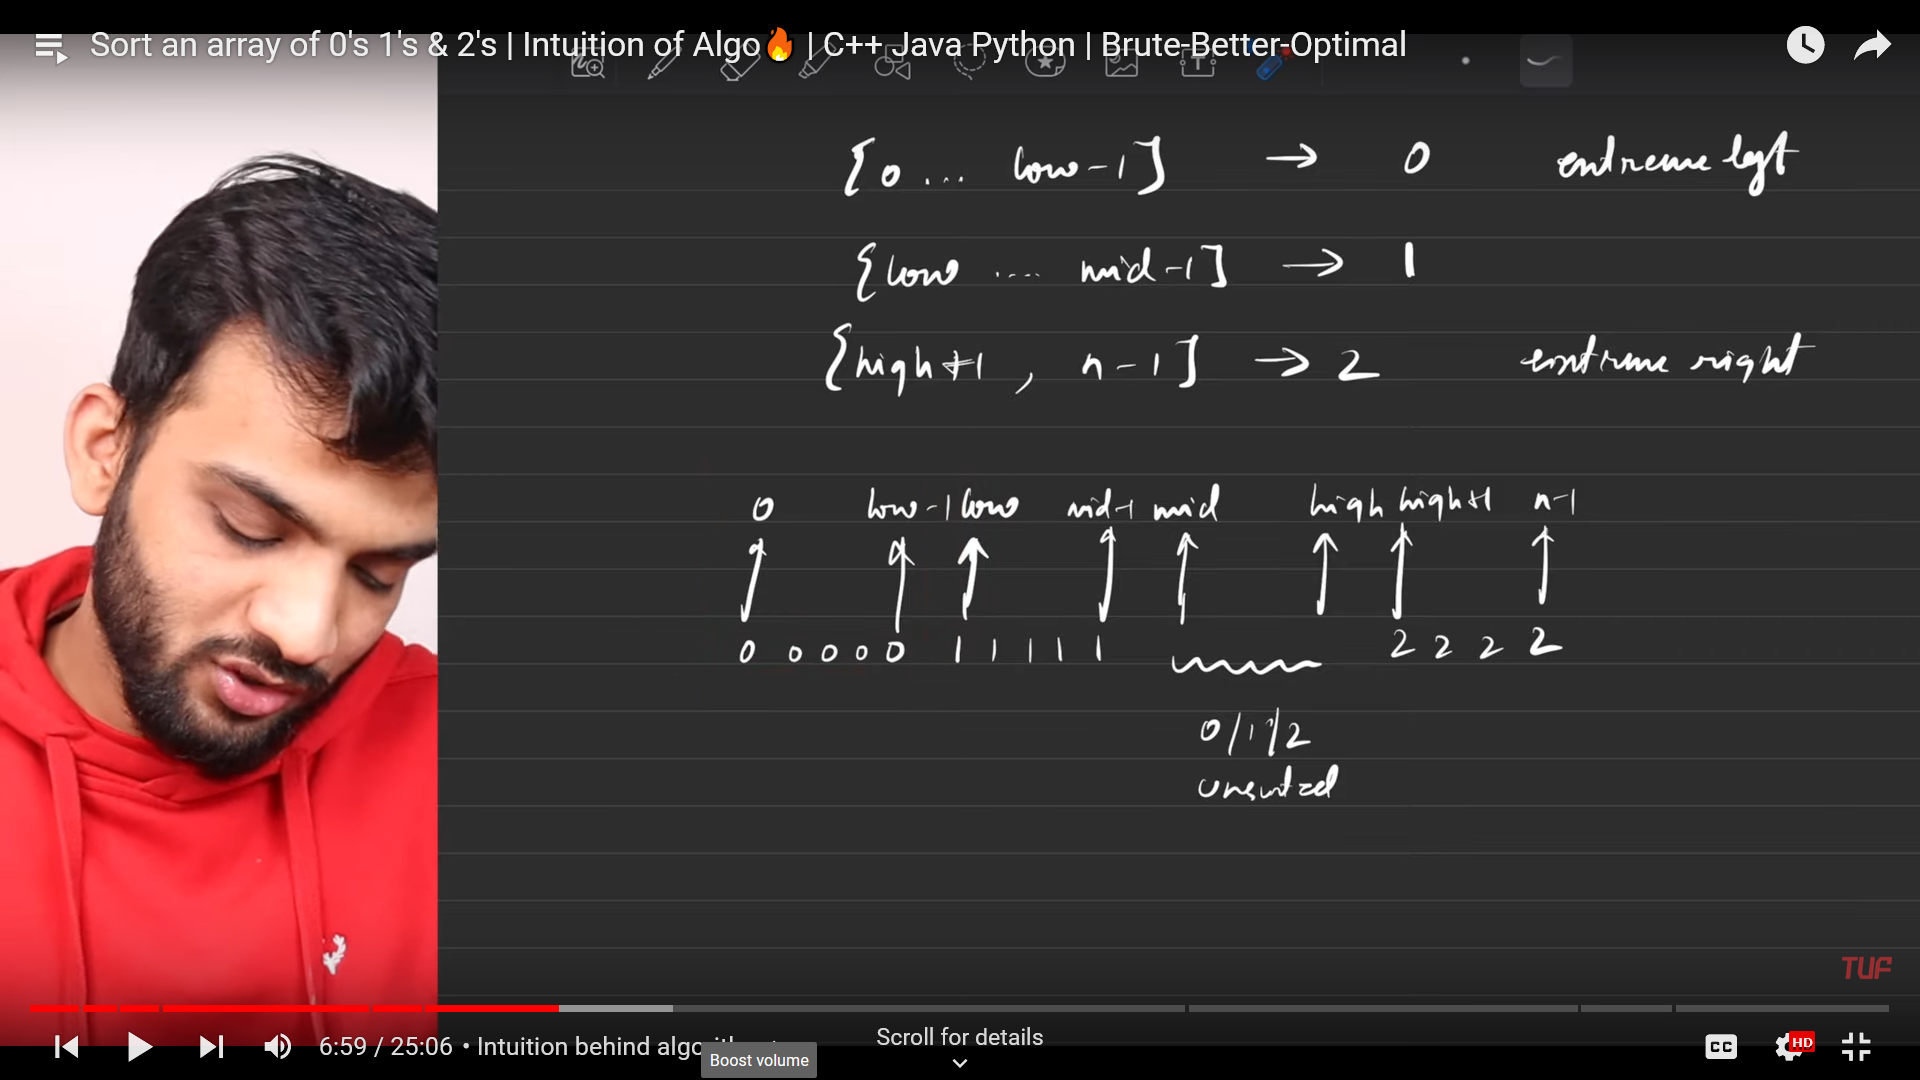 Sort an array of 0's 1's & 2's | Intuition of Algo🔥 | C++ Java Python | Brute-Better-Optimal
[0 ... low-1] → 0 extreme left
[low .... mid-1] → 1
[high+1, n-1] → 2 extreme right
0 low-1 low mid-1 mid high high+1 n-1
0 0 0 0 0 1 1 1 1 1 2 2 2 2
0/1/2
unsorted
TUF
6:59 / 25:06 • Intuition behind algo
Scroll for details
CC
HD
Boost volume